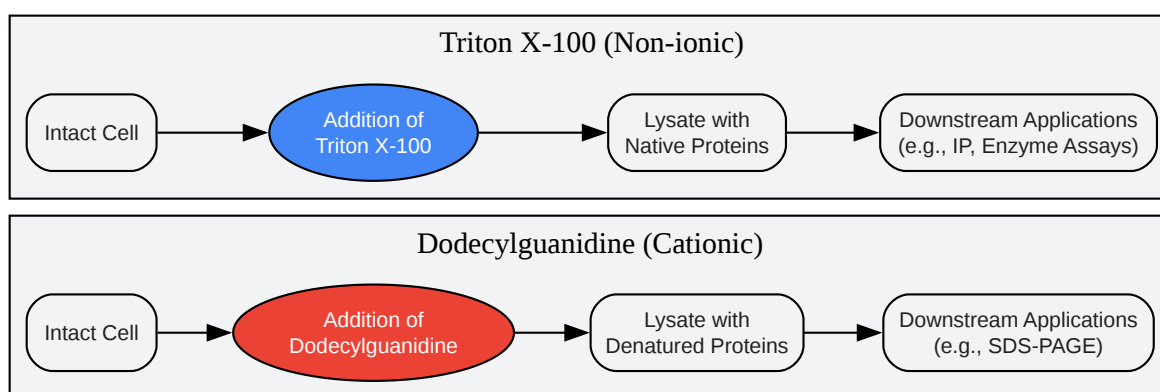 Triton X-100 (Non-ionic)
Intact Cell
Addition of
Triton X-100
Lysate with
Native Proteins
Downstream Applications
(e.g., IP, Enzyme Assays)
Dodecylguanidine (Cationic)
Intact Cell
Addition of
Dodecylguanidine
Lysate with
Denatured Proteins
Downstream Applications
(e.g., SDS-PAGE)